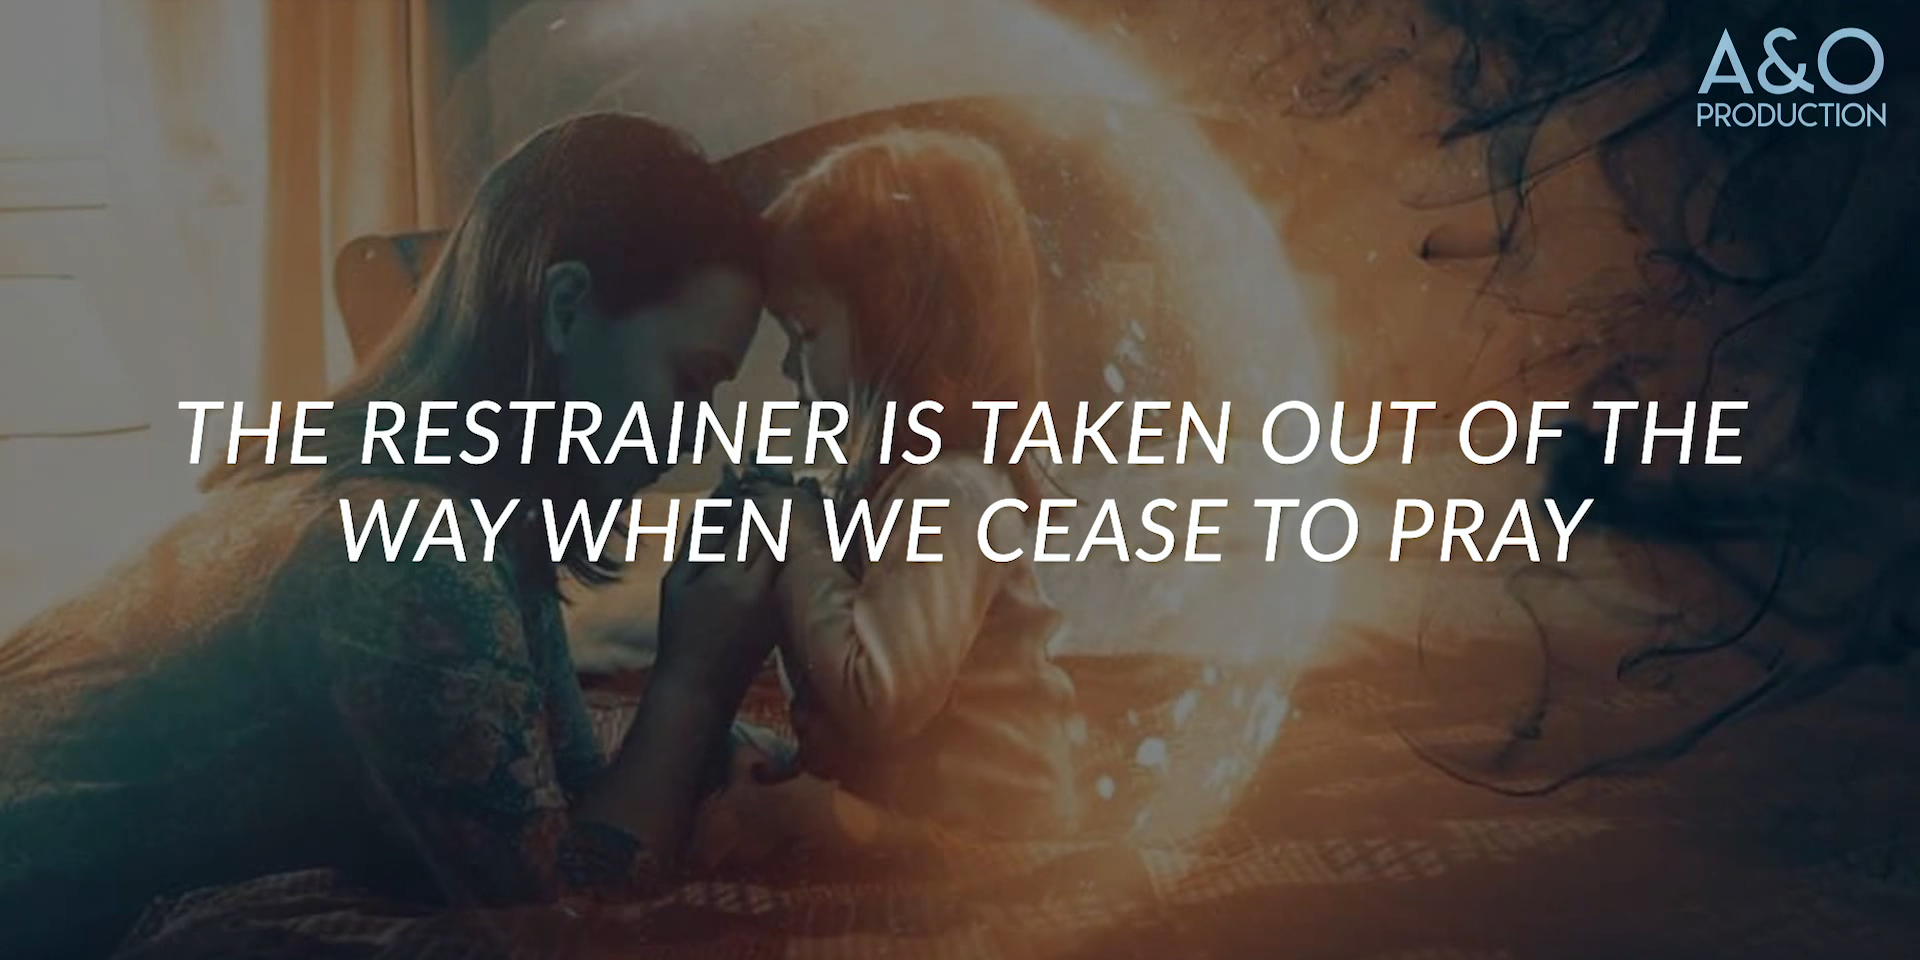 A&O
PRODUCTION
THE RESTRAINER IS TAKEN OUT OF THE
WAY WHEN WE CEASE TO PRAY